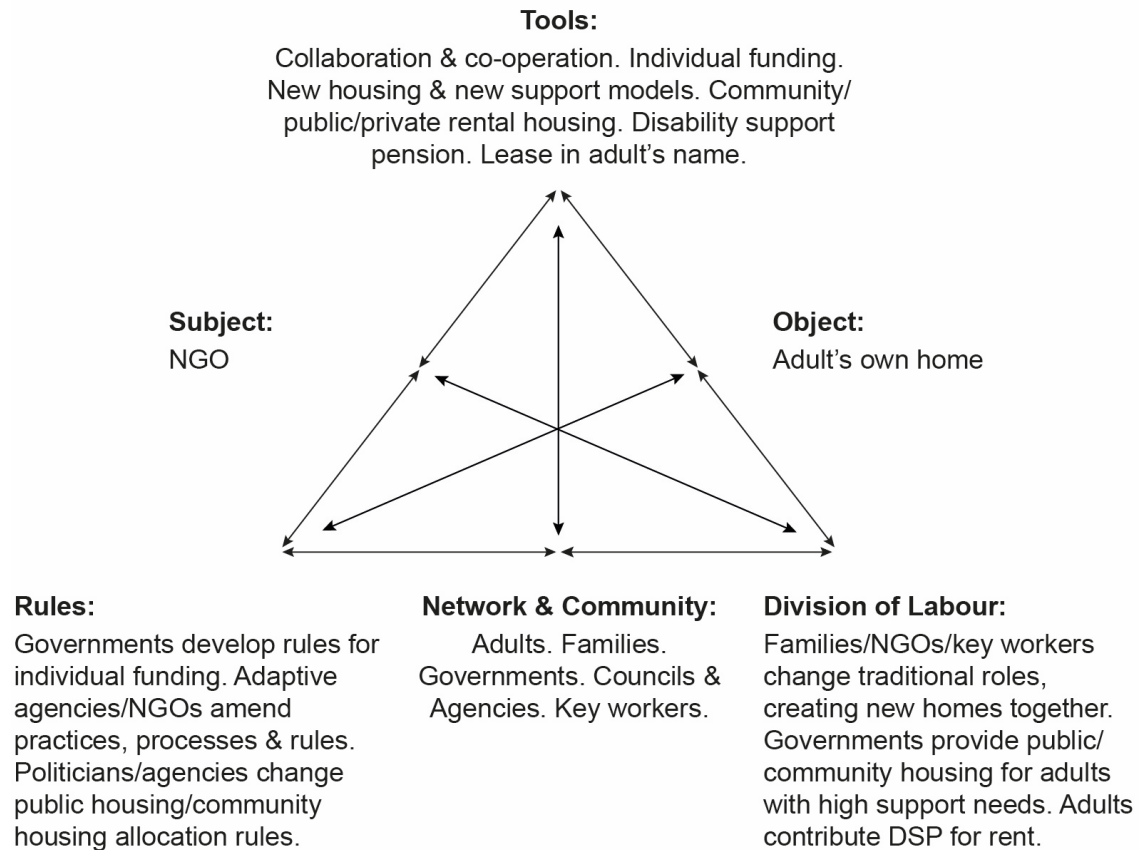 Tools:
Collaboration & co-operation. Individual funding.
New housing & new support models. Community/
public/private rental housing. Disability support
pension. Lease in adult’s name.
Subject:
NGO
Object:
Adult’s own home
Rules:
Governments develop rules for
individual funding. Adaptive
agencies/NGOs amend
practices, processes & rules.
Politicians/agencies change
public housing/community
housing allocation rules.
Network & Community:
Adults. Families.
Governments. Councils &
Agencies. Key workers.
Division of Labour:
Families/NGOs/key workers
change traditional roles,
creating new homes together.
Governments provide public/
community housing for adults
with high support needs. Adults
contribute DSP for rent.